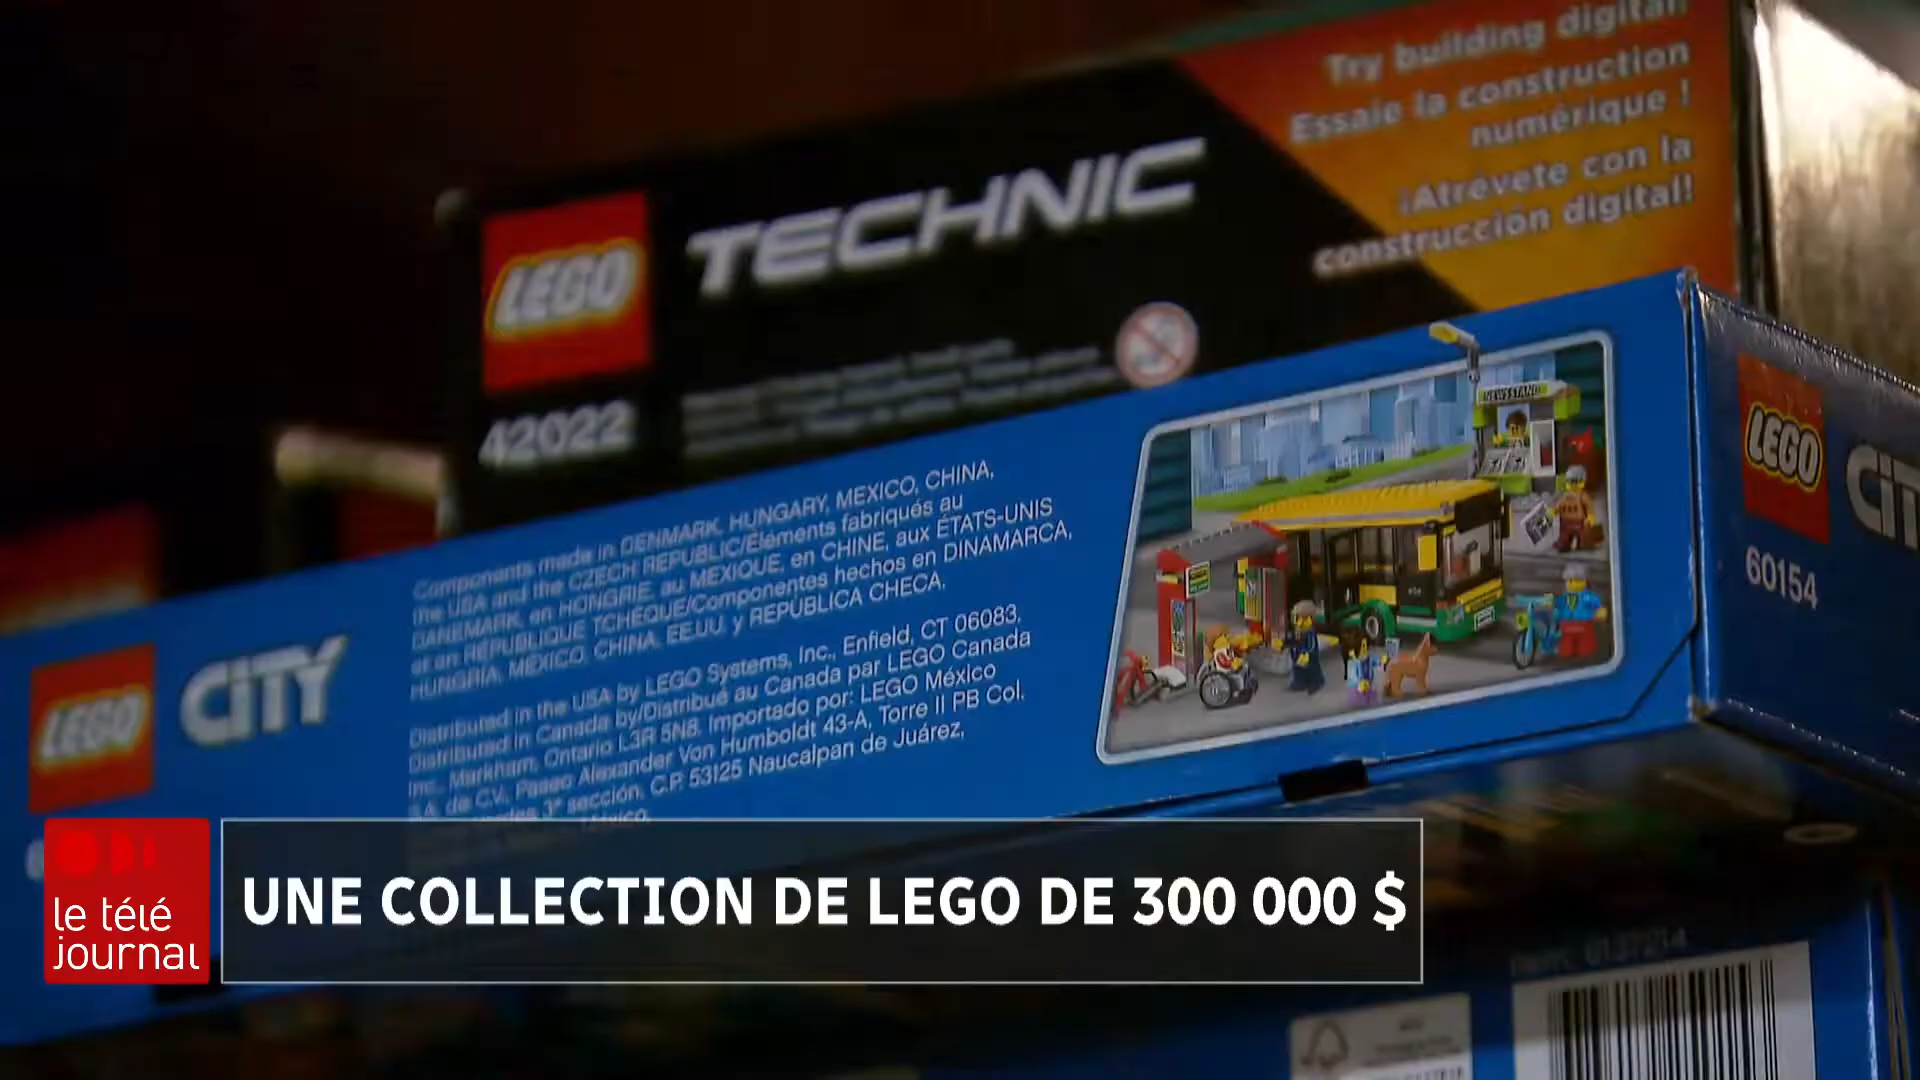 Try building digital!
Essaie la construction
numérique !
¡Atrévete con la
construcción digital!
LEGO
TECHNIC
42022
NEWSSTAND
LEGO
CITY
60154
Components made in DENMARK, HUNGARY, MEXICO, CHINA,
the USA and the CZECH REPUBLIC/Éléments fabriqués au
DANEMARK, en HONGRIE, au MEXIQUE, en CHINE, aux ÉTATS-UNIS
et en RÉPUBLIQUE TCHÈQUE/Componentes hechos en DINAMARCA,
HUNGRÍA, MÉXICO, CHINA, EE.UU. y REPÚBLICA CHECA.
LEGO
CITY
Distributed in the USA by LEGO Systems, Inc., Enfield, CT 06083.
Distributed in Canada by/Distribué au Canada par LEGO Canada
Inc., Markham, Ontario L3R 5N8. Importado por: LEGO México
S.A. de C.V., Paseo Alexander Von Humboldt 43-A, Torre II PB Col.
3ª sección, C.P. 53125 Naucalpan de Juárez,
México.
le télé
journal
UNE COLLECTION DE LEGO DE 300 000 $